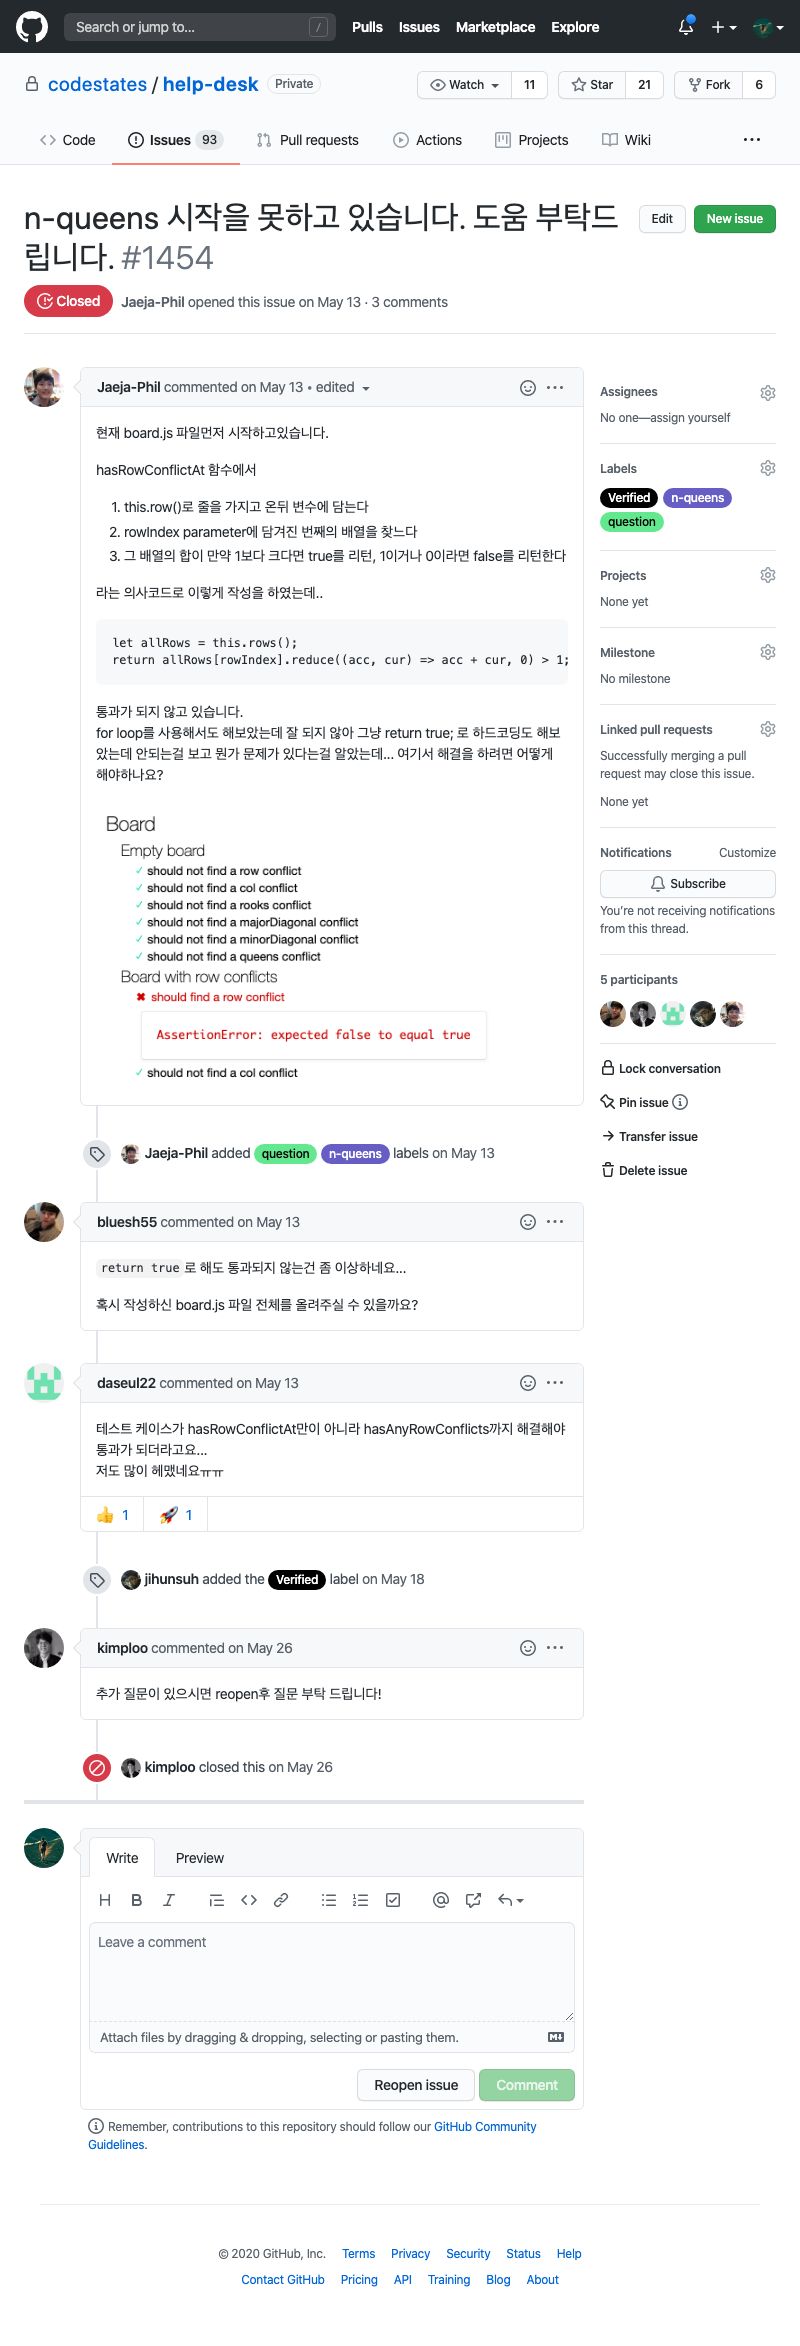 Search or jump to... /
Pulls Issues Marketplace Explore
codestates / help-desk Private
Watch 11 Star 21 Fork 6
Code Issues 93 Pull requests Actions Projects Wiki ...
n-queens 시작을 못하고 있습니다. 도움 부탁드
립니다. #1454
Edit New issue
Closed Jaeja-Phil opened this issue on May 13 · 3 comments
Jaeja-Phil commented on May 13 • edited
현재 board.js 파일먼저 시작하고있습니다.
hasRowConflictAt 함수에서
1. this.row()로 줄을 가지고 온뒤 변수에 담는다
2. rowIndex parameter에 담겨진 번째의 배열을 찾느다
3. 그 배열의 합이 만약 1보다 크다면 true를 리턴, 1이거나 0이라면 false를 리턴한다
라는 의사코드로 이렇게 작성을 하였는데..
let allRows = this.rows();
return allRows[rowIndex].reduce((acc, cur) => acc + cur, 0) > 1;
통과가 되지 않고 있습니다.
for loop를 사용해서도 해보았는데 잘 되지 않아 그냥 return true; 로 하드코딩도 해보
았는데 안되는걸 보고 뭔가 문제가 있다는걸 알았는데... 여기서 해결을 하려면 어떻게
해야하나요?
Board
Empty board
✓ should not find a row conflict
✓ should not find a col conflict
✓ should not find a rooks conflict
✓ should not find a majorDiagonal conflict
✓ should not find a minorDiagonal conflict
✓ should not find a queens conflict
Board with row conflicts
✖ should find a row conflict
AssertionError: expected false to equal true
✓ should not find a col conflict
Jaeja-Phil added question n-queens labels on May 13
bluesh55 commented on May 13
return true 로 해도 통과되지 않는건 좀 이상하네요...
혹시 작성하신 board.js 파일 전체를 올려주실 수 있을까요?
daseul22 commented on May 13
테스트 케이스가 hasRowConflictAt만이 아니라 hasAnyRowConflicts까지 해결해야
통과가 되더라고요...
저도 많이 헤맸네요ㅠㅠ
👍 1 🚀 1
jihunsuh added the Verified label on May 18
kimploo commented on May 26
추가 질문이 있으시면 reopen후 질문 부탁 드립니다!
kimploo closed this on May 26
Write Preview
Leave a comment
Attach files by dragging & dropping, selecting or pasting them.
Reopen issue Comment
Remember, contributions to this repository should follow our GitHub Community
Guidelines.
Assignees
No one—assign yourself
Labels
Verified n-queens
question
Projects
None yet
Milestone
No milestone
Linked pull requests
Successfully merging a pull
request may close this issue.
None yet
Notifications Customize
Subscribe
You're not receiving notifications
from this thread.
5 participants
Lock conversation
Pin issue
Transfer issue
Delete issue
© 2020 GitHub, Inc. Terms Privacy Security Status Help
Contact GitHub Pricing API Training Blog About